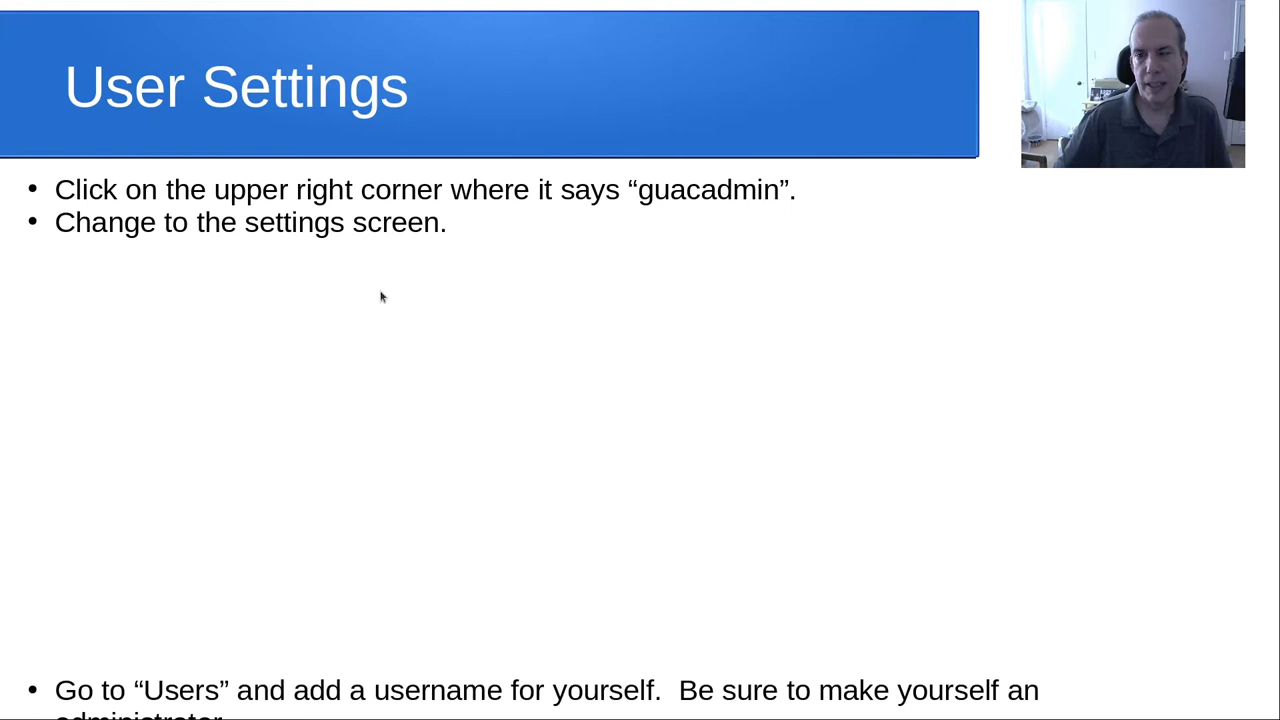 User Settings
• Click on the upper right corner where it says “guacadmin”.
• Change to the settings screen.
• Go to “Users” and add a username for yourself.  Be sure to make yourself an
administrator